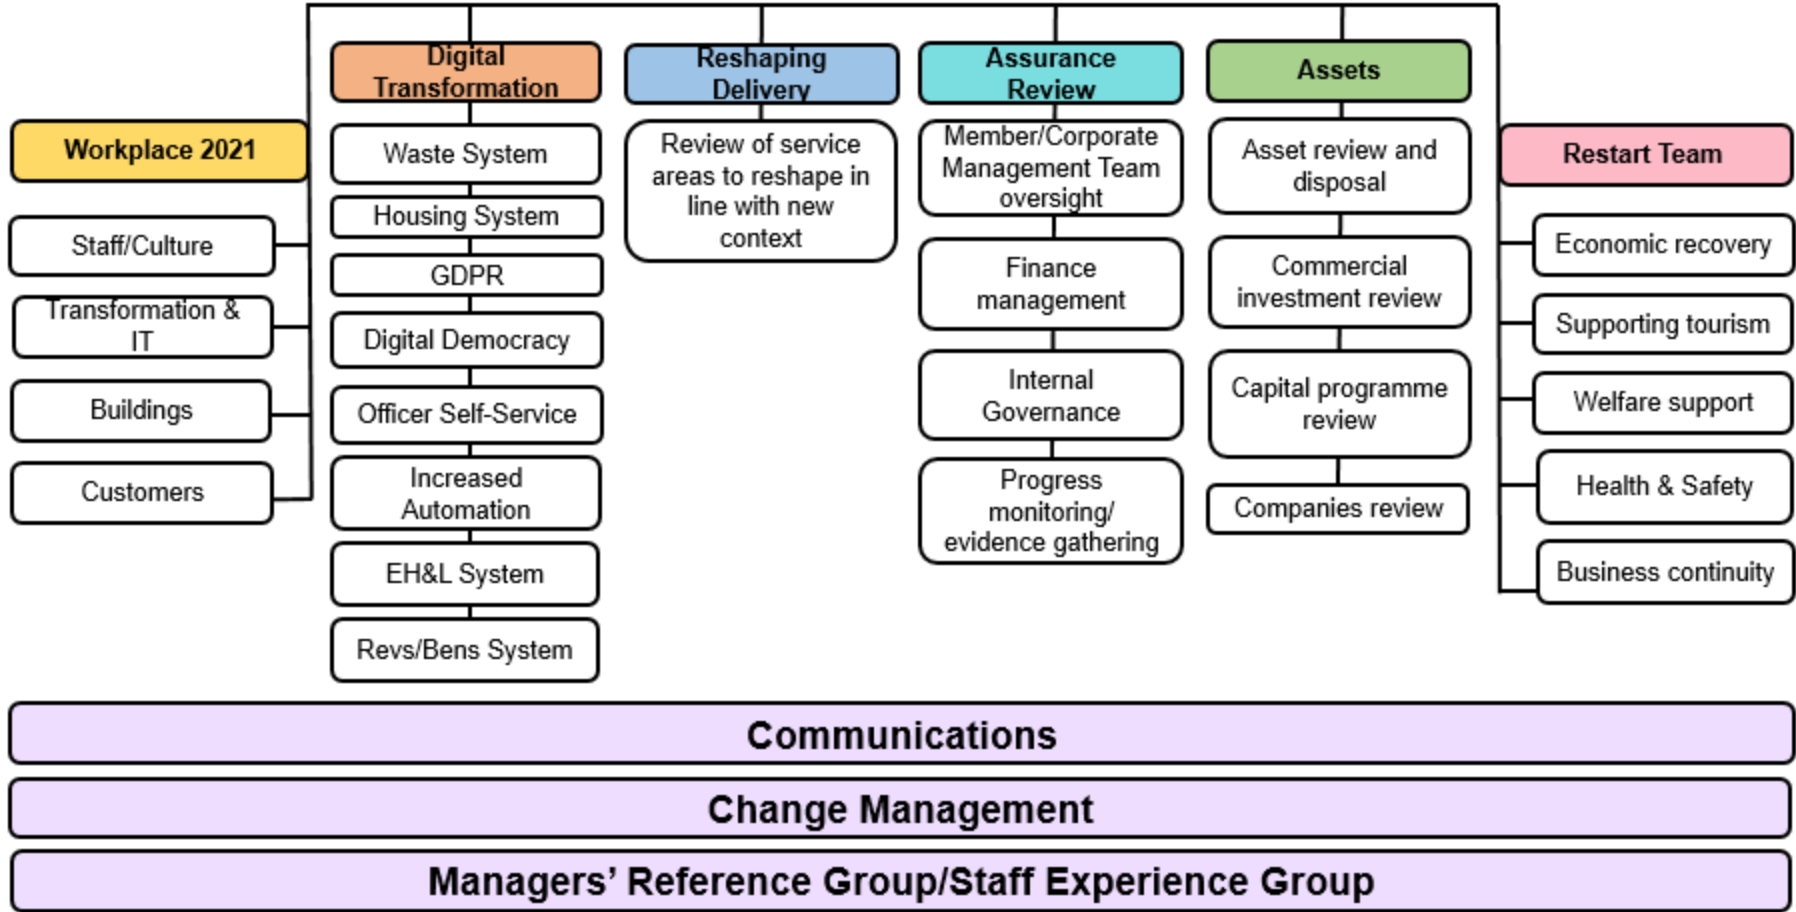 Workplace 2021
Staff/Culture
Transformation &
IT
Buildings
Customers
Digital
Transformation
Waste System
Housing System
GDPR
Digital Democracy
Officer Self-Service
Increased
Automation
EH&L System
Revs/Bens System
Reshaping
Delivery
Review of service
areas to reshape in
line with new
context
Assurance
Review
Member/Corporate
Management Team
oversight
Finance
management
Internal
Governance
Progress
monitoring/
evidence gathering
Assets
Asset review and
disposal
Commercial
investment review
Capital programme
review
Companies review
Restart Team
Economic recovery
Supporting tourism
Welfare support
Health & Safety
Business continuity
Communications
Change Management
Managers’ Reference Group/Staff Experience Group